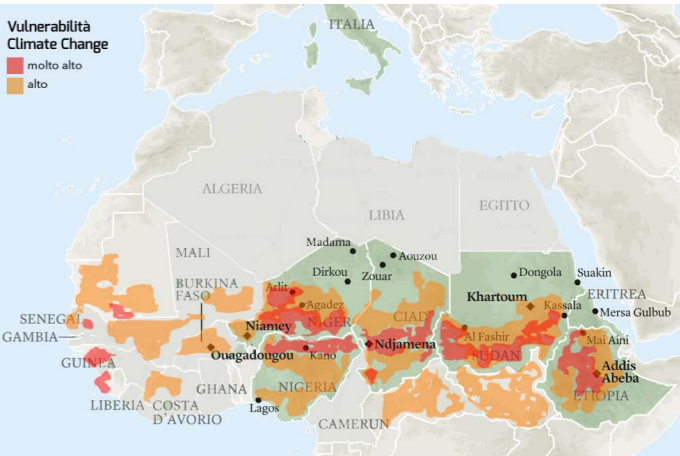 Vulnerabilità
Climate Change
molto alto
alto
ITALIA
ALGERIA
LIBIA
EGITTO
MALI
Madama
Aouzou
Zouar
Dirkou
Dongola
Suakin
BURKINA
FASO
Arlit
Agadez
Khartoum
ERITREA
Kassala
Mersa Gulbub
SENEGAL
GAMBIA
Niamey
NIGER
CIAD
Al Fashir
Mai Aini
Ouagadougou
Kano
Ndjamena
SUDAN
GUINEA
Addis
Abeba
GHANA
NIGERIA
ETIOPIA
LIBERIA
COSTA
D'AVORIO
Lagos
CAMERUN